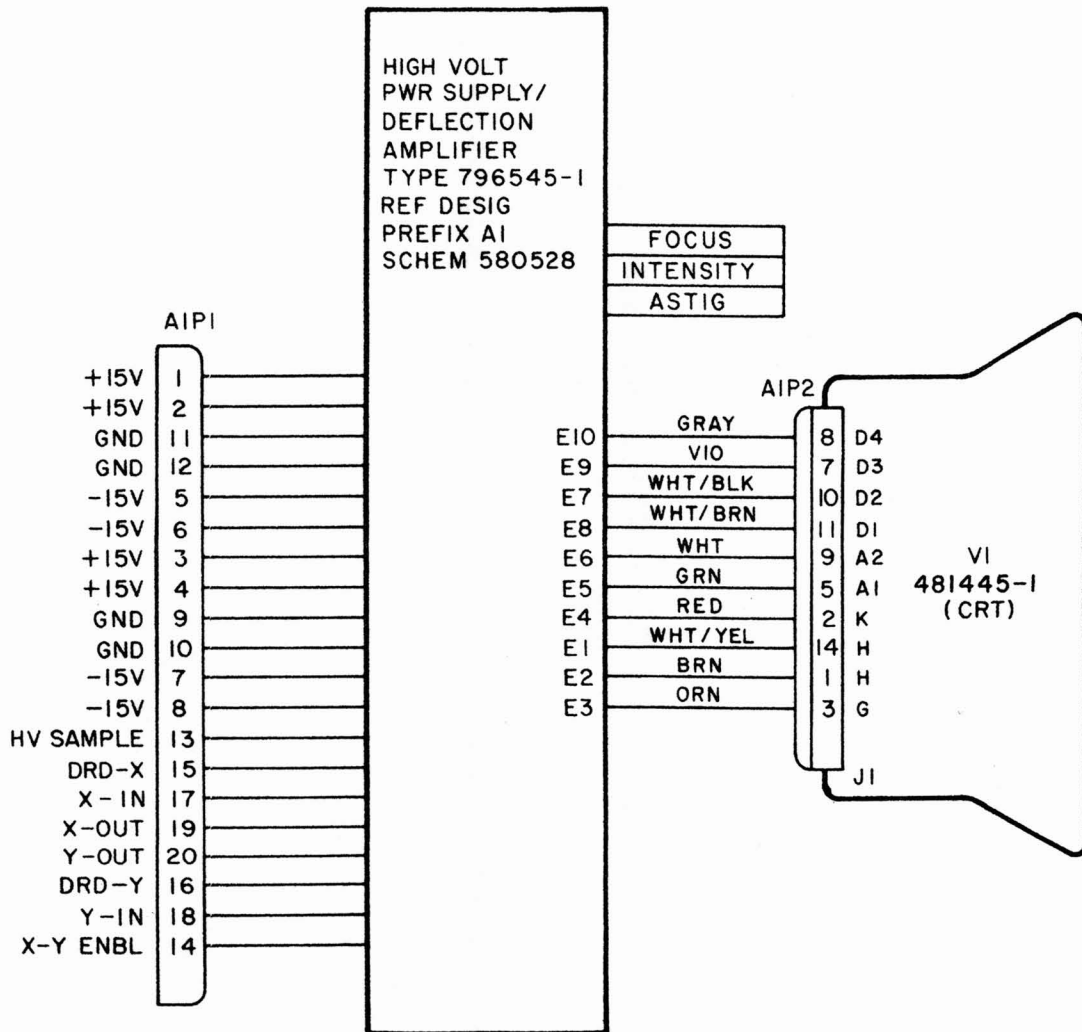 HIGH VOLT
PWR SUPPLY/
DEFLECTION
AMPLIFIER
TYPE 796545-1
REF DESIG
PREFIX A1
SCHEM 580528
FOCUS
INTENSITY
ASTIG
A1P1
+15V 1
+15V 2
GND 11
GND 12
-15V 5
-15V 6
+15V 3
+15V 4
GND 9
GND 10
-15V 7
-15V 8
HV SAMPLE 13
DRD-X 15
X-IN 17
X-OUT 19
Y-OUT 20
DRD-Y 16
Y-IN 18
X-Y ENBL 14
A1P2
E10 GRAY 8 D4
E9 VIO 7 D3
E7 WHT/BLK 10 D2
E8 WHT/BRN 11 D1
E6 WHT 9 A2
E5 GRN 5 A1
E4 RED 2 K
E1 WHT/YEL 14 H
E2 BRN 1 H
E3 ORN 3 G
J1
V1
481445-1
(CRT)